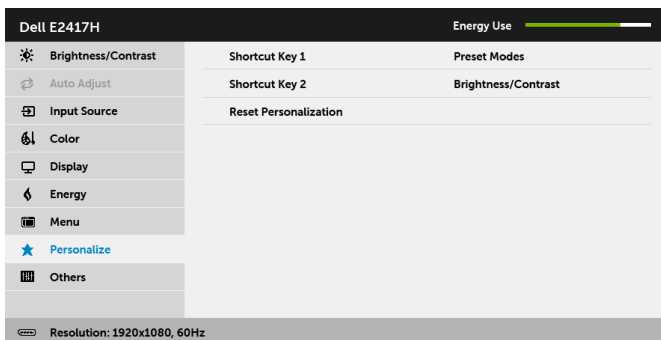 Dell E2417H Energy Use
Brightness/Contrast Shortcut Key 1 Preset Modes
Auto Adjust Shortcut Key 2 Brightness/Contrast
Input Source Reset Personalization
Color
Display
Energy
Menu
Personalize
Others
Resolution: 1920x1080, 60Hz